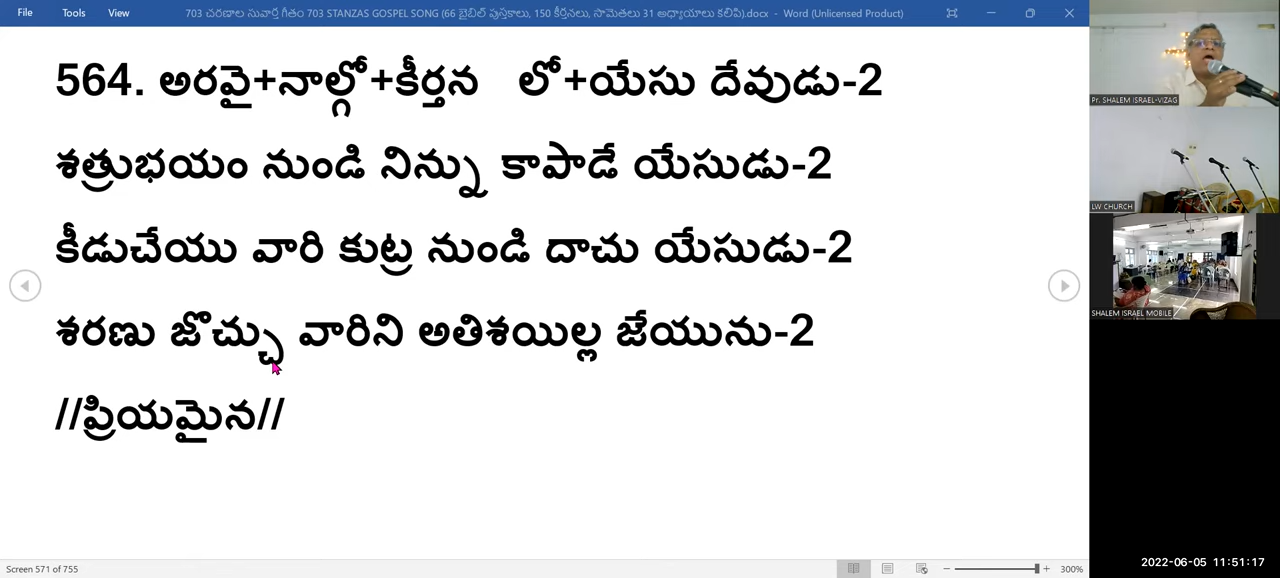 File Tools View 703 చరణాల సువార్త గీతం 703 STANZAS GOSPEL SONG (66 బైబిల్ పుస్తకాలు, 150 కీర్తనలు, సామెతలు 31 అధ్యాయాలు కలిపి).docx - Word (Unlicensed Product)
564. అరవై+నాల్గో+కీర్తన లో+యేసు దేవుడు-2
శత్రుభయం నుండి నిన్ను కాపాడే యేసుడు-2
కీడుచేయు వారి కుట్ర నుండి దాచు యేసుడు-2
శరణు జొచ్చు వారిని అతిశయిల్ల జేయును-2
//ప్రియమైన//
Pr. SHALEM ISRAEL-VIZAG
LW CHURCH
SHALEM ISRAEL MOBILE
2022-06-05 11:51:17
Screen 571 of 755
300%